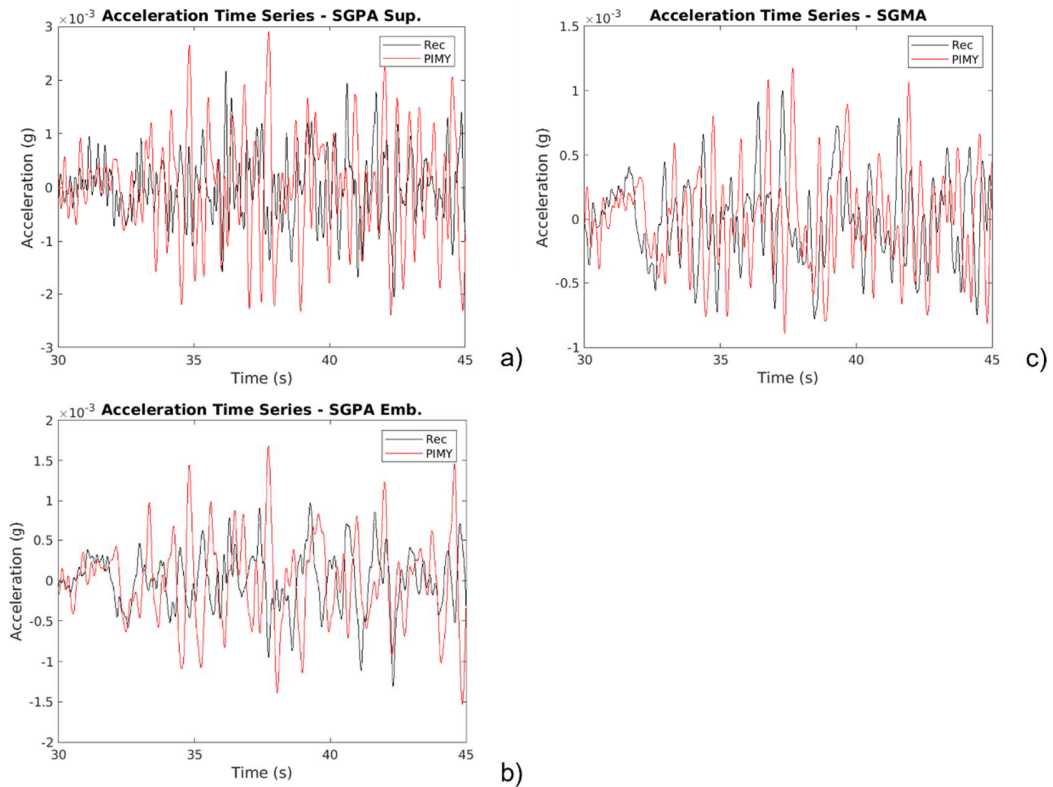 Acceleration Time Series - SGPA Sup.
×10⁻³
Rec
PIMY
3
2
1
0
-1
-2
-3
Acceleration (g)
30
35
40
45
Time (s)
a)
Acceleration Time Series - SGMA
×10⁻³
Rec
PIMY
1.5
1
0.5
0
-0.5
-1
Acceleration (g)
30
35
40
45
Time (s)
c)
Acceleration Time Series - SGPA Emb.
×10⁻³
Rec
PIMY
2
1.5
1
0.5
0
-0.5
-1
-1.5
-2
Acceleration (g)
30
35
40
45
Time (s)
b)